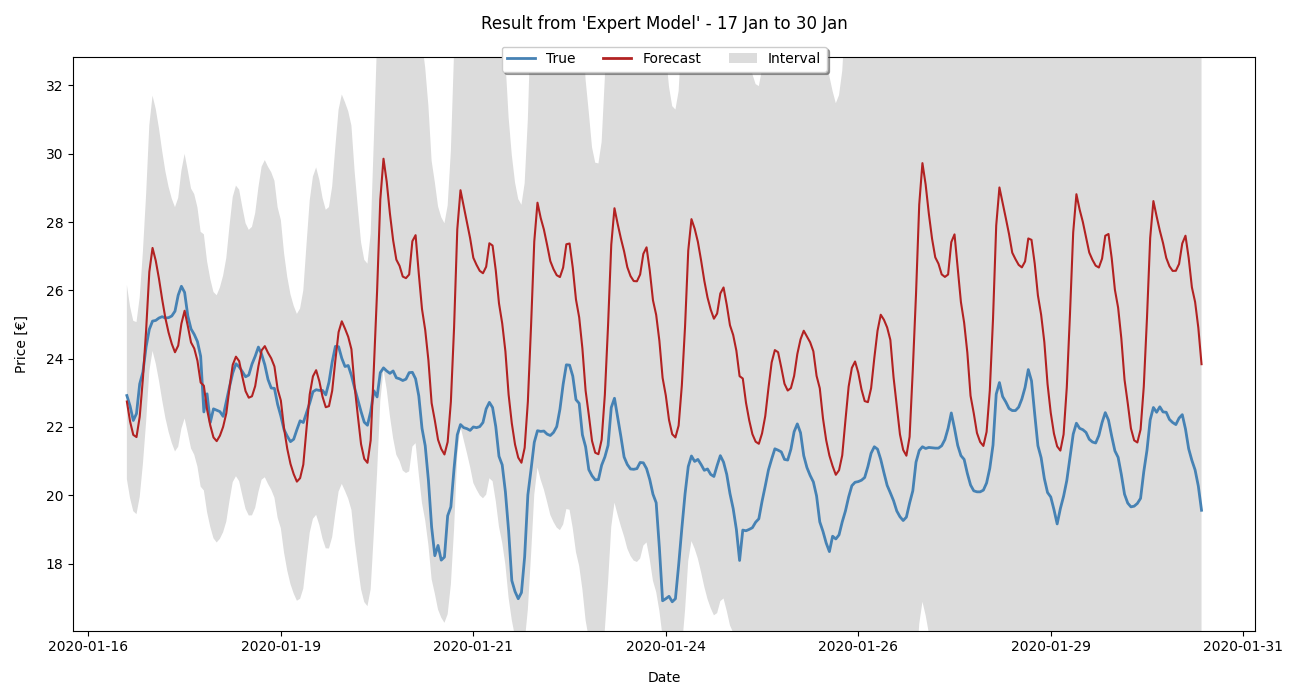 Result from 'Expert Model' - 17 Jan to 30 Jan
True Forecast Interval
32
30
28
26
24
22
20
18
Price [€]
2020-01-16 2020-01-19 2020-01-21 2020-01-24 2020-01-26 2020-01-29 2020-01-31
Date